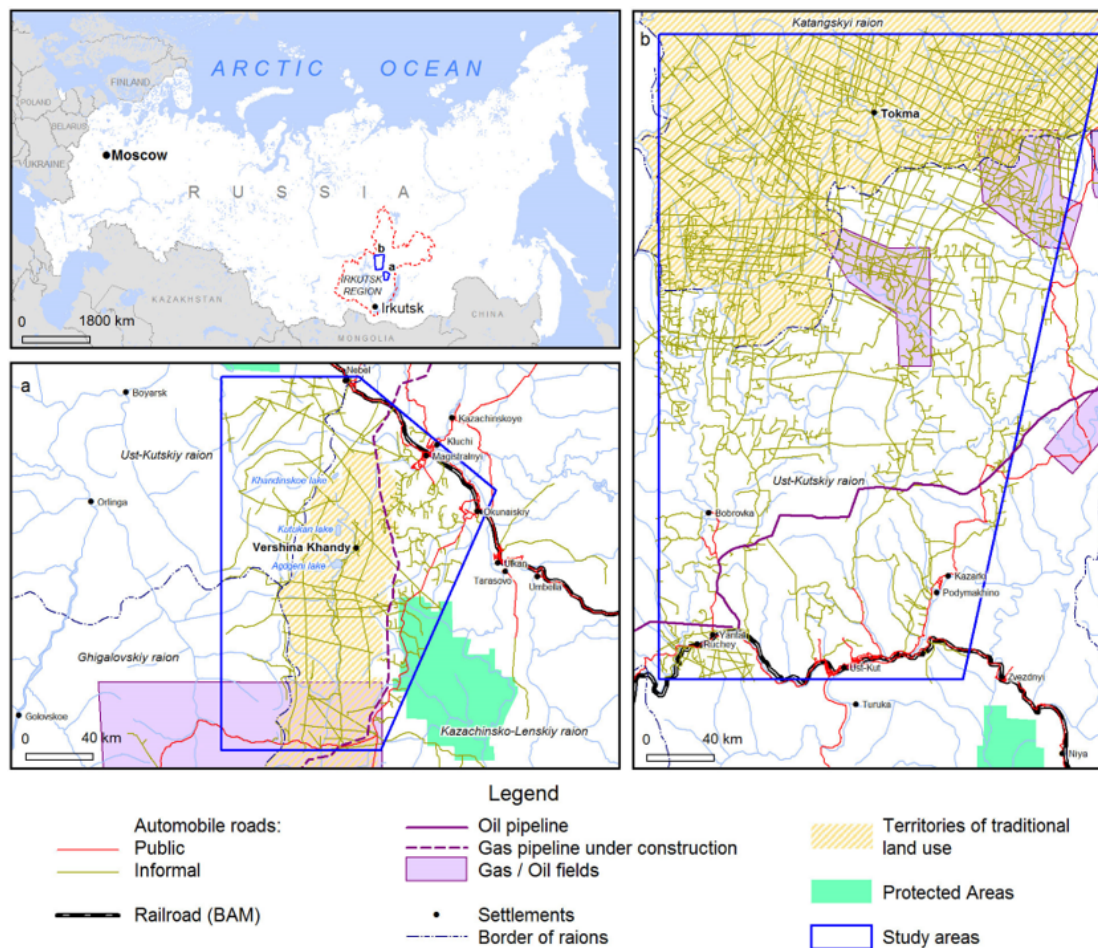 ARCTIC OCEAN
FINLAND
POLAND
BELARUS
UKRAINE
Moscow
RUSSIA
b
a
IRKUTSK
REGION
Irkutsk
KAZAKHSTAN
CHINA
MONGOLIA
0 1800 km
a
Nebel
Boyarsk
Kazachinskoye
Ust-Kutskiy raion
Kluchi
Magistralnyi
Khandinskoe lake
Orlinga
Okunaiskiy
Kutukan lake
Vershina Khandy
Ulkan
Tarasovo
Umbella
Ghigalovskiy raion
Golovskoe
Kazachinsko-Lenskiy raion
0 40 km
b
Katangskyi raion
Tokma
Ust-Kutskiy raion
Bobrovka
Kazarki
Podymakhino
Yantal
Ruchey
Ust-Kut
Zvezdnyi
Turuka
Niya
0 40 km
Legend
Automobile roads:
Public
Informal
Railroad (BAM)
Oil pipeline
Gas pipeline under construction
Gas / Oil fields
Settlements
Border of raions
Territories of traditional
land use
Protected Areas
Study areas